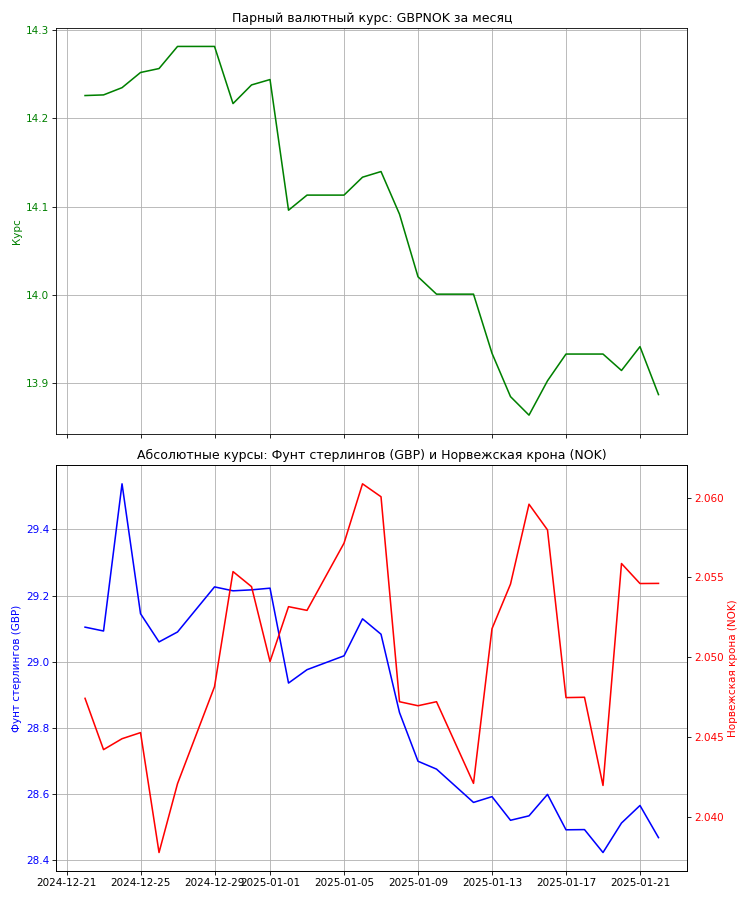 Парный валютный курс: GBPNOK за месяц
14.3
14.2
14.1
14.0
13.9
Курс
Абсолютные курсы: Фунт стерлингов (GBP) и Норвежская крона (NOK)
29.4
29.2
29.0
28.8
28.6
28.4
Фунт стерлингов (GBP)
2.060
2.055
2.050
2.045
2.040
Норвежская крона (NOK)
2024-12-21 2024-12-25 2024-12-29 2025-01-01 2025-01-05 2025-01-09 2025-01-13 2025-01-17 2025-01-21